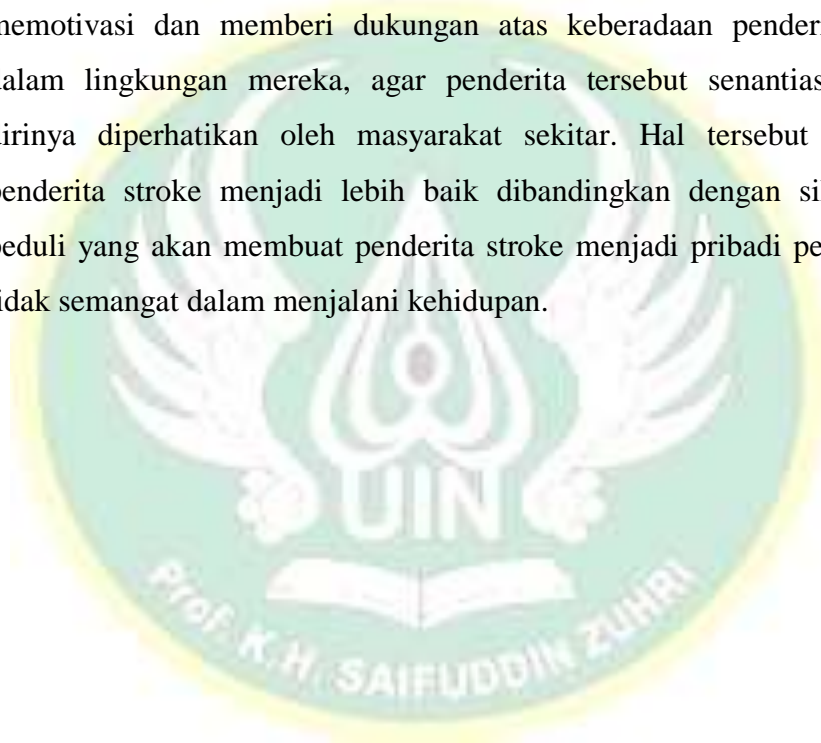 memotivasi dan memberi dukungan atas keberadaan pender
dalam lingkungan mereka, agar penderita tersebut senantias
dirinya diperhatikan oleh masyarakat sekitar. Hal tersebut
penderita stroke menjadi lebih baik dibandingkan dengan si
peduli yang akan membuat penderita stroke menjadi pribadi pe
tidak semangat dalam menjalani kehidupan.
UIN
Prof. K.H. SAIFUDDIN ZUHRI